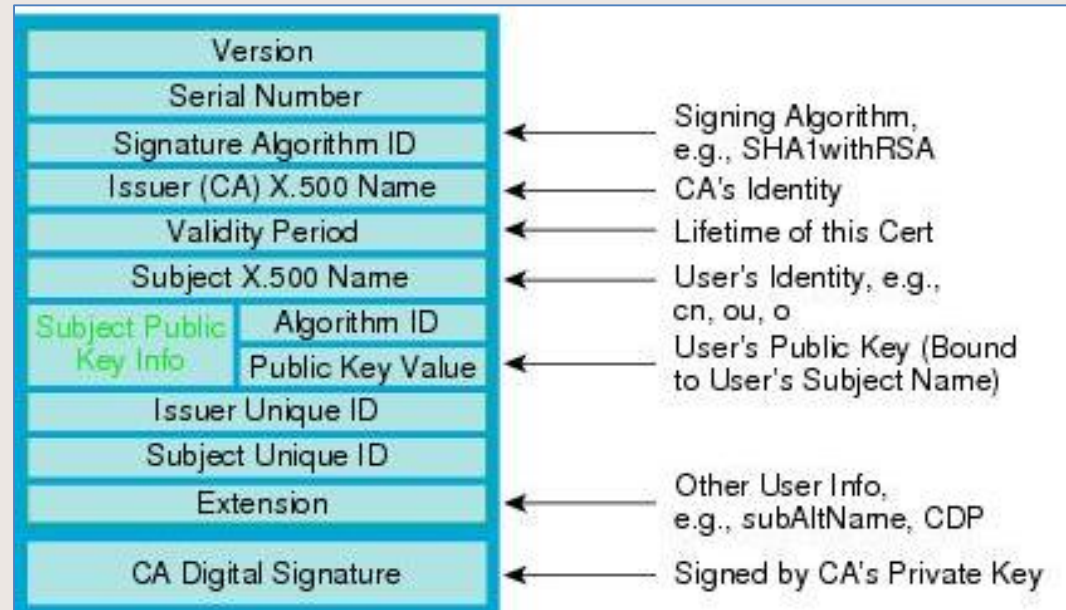 Version
Serial Number
Signature Algorithm ID
Signing Algorithm,
e.g., SHA1withRSA
Issuer (CA) X.500 Name
CA's Identity
Validity Period
Lifetime of this Cert
Subject X.500 Name
User's Identity, e.g.,
cn, ou, o
Subject Public
Key Info
Algorithm ID
Public Key Value
User's Public Key (Bound
to User's Subject Name)
Issuer Unique ID
Subject Unique ID
Extension
Other User Info,
e.g., subAltName, CDP
CA Digital Signature
Signed by CA's Private Key